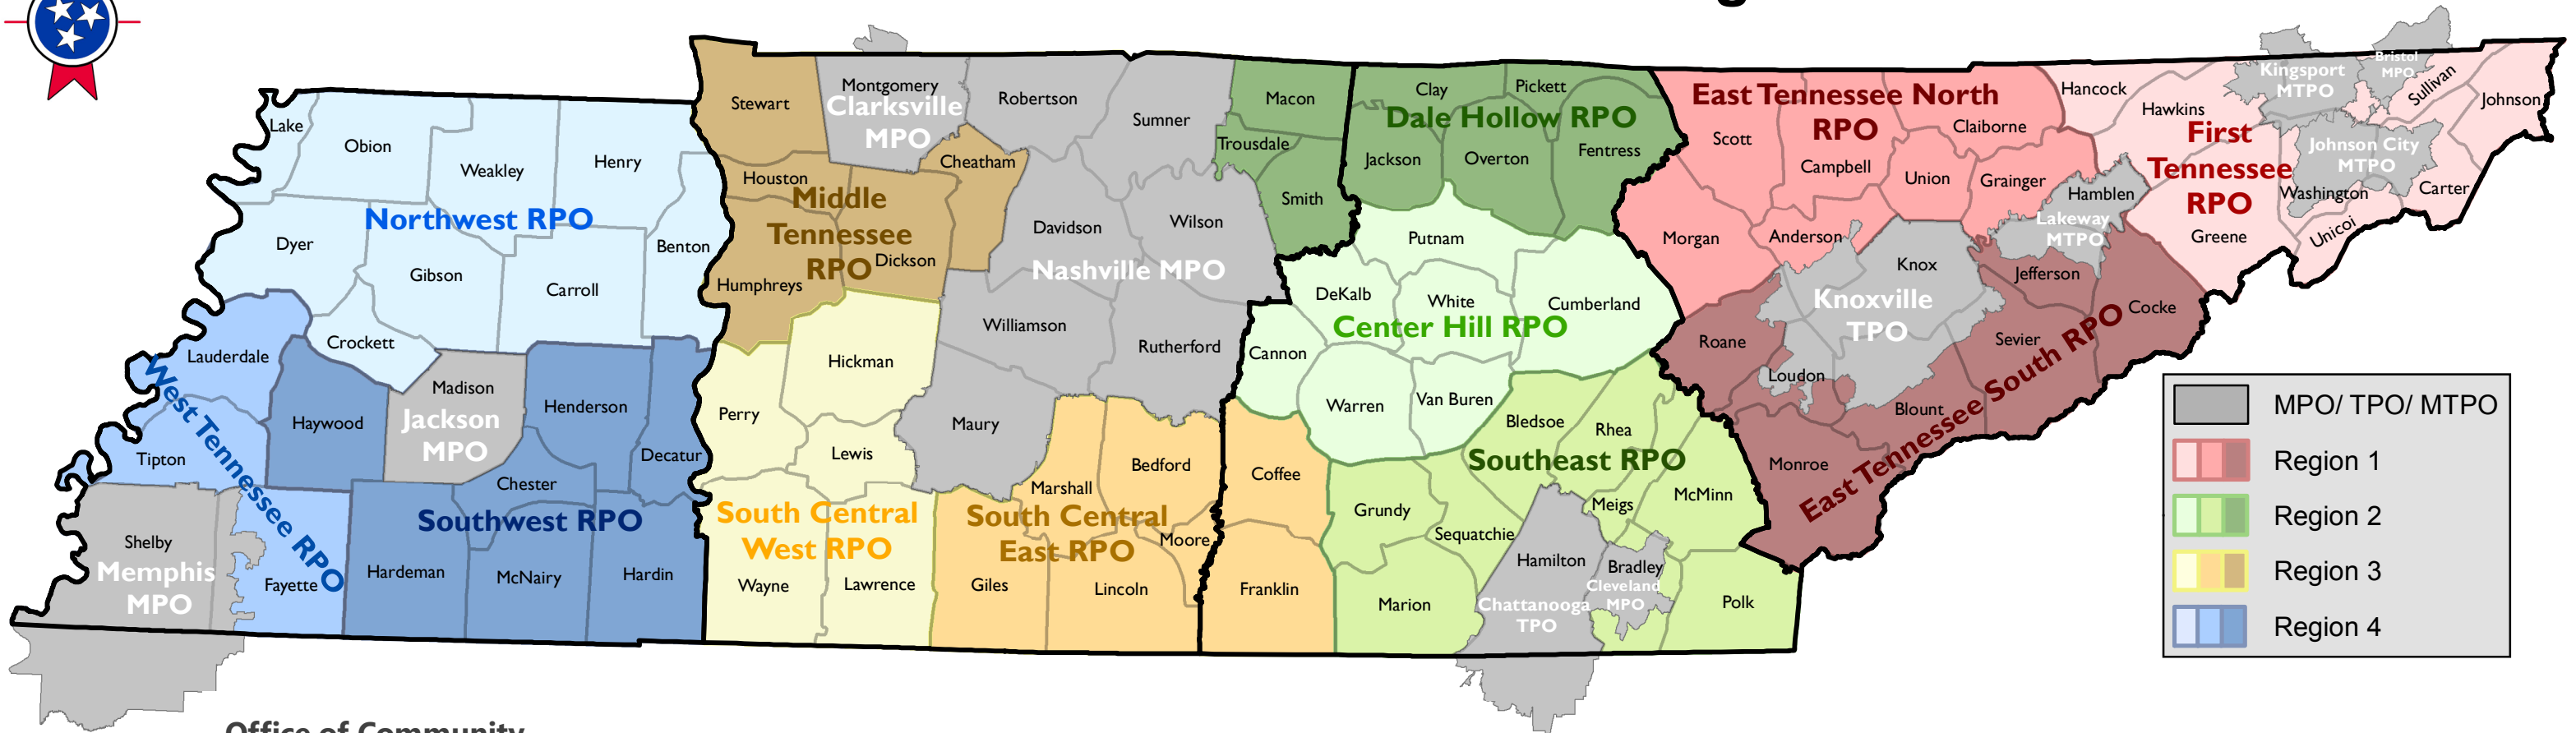 g
Stewart
Montgomery
Clarksville
MPO
Robertson
Sumner
Macon
Trousdale
Smith
Clay
Pickett
Dale Hollow RPO
Jackson
Overton
Fentress
East Tennessee North
RPO
Scott
Claiborne
Campbell
Union
Grainger
Morgan
Anderson
Hancock
Hawkins
First
Tennessee
RPO
Greene
Kingsport
MTPO
Bristol
MPO
Sullivan
Johnson
Johnson City
MTPO
Washington
Carter
Unicoi
Hamblen
Lakeway
MTPO
Lake
Obion
Weakley
Henry
Northwest RPO
Dyer
Gibson
Carroll
Benton
Crockett
Houston
Cheatham
Middle
Tennessee
RPO
Dickson
Humphreys
Davidson
Wilson
Nashville MPO
Williamson
Rutherford
Maury
Putnam
DeKalb
White
Cumberland
Center Hill RPO
Cannon
Warren
Van Buren
Knox
Knoxville
TPO
Jefferson
Cocke
Sevier
Roane
Loudon
Blount
Monroe
East Tennessee South RPO
Lauderdale
West Tennessee RPO
Tipton
Haywood
Madison
Jackson
MPO
Henderson
Decatur
Chester
Southwest RPO
Hardeman
McNairy
Hardin
Shelby
Memphis
MPO
Fayette
Hickman
Perry
Lewis
South Central
West RPO
Wayne
Lawrence
Marshall
Bedford
South Central
East RPO
Moore
Giles
Lincoln
Coffee
Franklin
Bledsoe
Rhea
Southeast RPO
Grundy
Sequatchie
Meigs
McMinn
Hamilton
Bradley
Cleveland
MPO
Chattanooga
TPO
Marion
Polk
MPO/ TPO/ MTPO
Region 1
Region 2
Region 3
Region 4
Office of Community